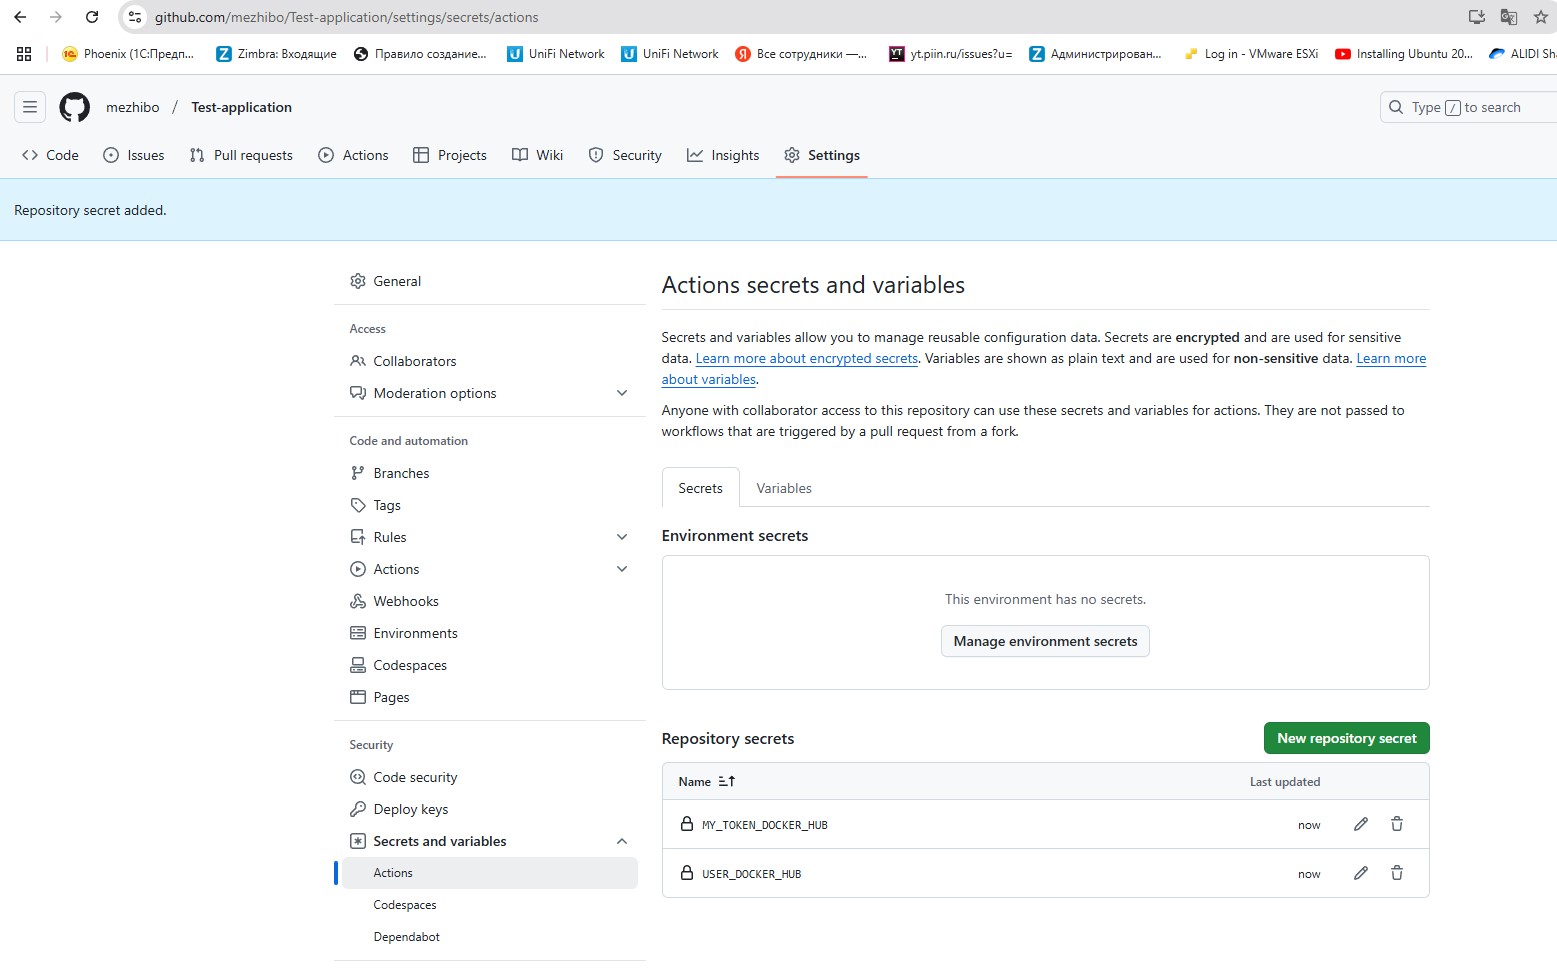 github.com/mezhibo/Test-application/settings/secrets/actions
Phoenix (1С:Предп... Zimbra: Входящие Правило создание... UniFi Network UniFi Network Все сотрудники —... yt.piin.ru/issues?u= Администрирован... Log in - VMware ESXi Installing Ubuntu 20... ALIDI Sh
mezhibo / Test-application
Type / to search
Code Issues Pull requests Actions Projects Wiki Security Insights Settings
Repository secret added.
General
Access
Collaborators
Moderation options
Code and automation
Branches
Tags
Rules
Actions
Webhooks
Environments
Codespaces
Pages
Security
Code security
Deploy keys
Secrets and variables
Actions
Codespaces
Dependabot
Actions secrets and variables
Secrets and variables allow you to manage reusable configuration data. Secrets are encrypted and are used for sensitive
data. Learn more about encrypted secrets. Variables are shown as plain text and are used for non-sensitive data. Learn more
about variables.
Anyone with collaborator access to this repository can use these secrets and variables for actions. They are not passed to
workflows that are triggered by a pull request from a fork.
Secrets Variables
Environment secrets
This environment has no secrets.
Manage environment secrets
Repository secrets
New repository secret
Name Last updated
MY_TOKEN_DOCKER_HUB now
USER_DOCKER_HUB now